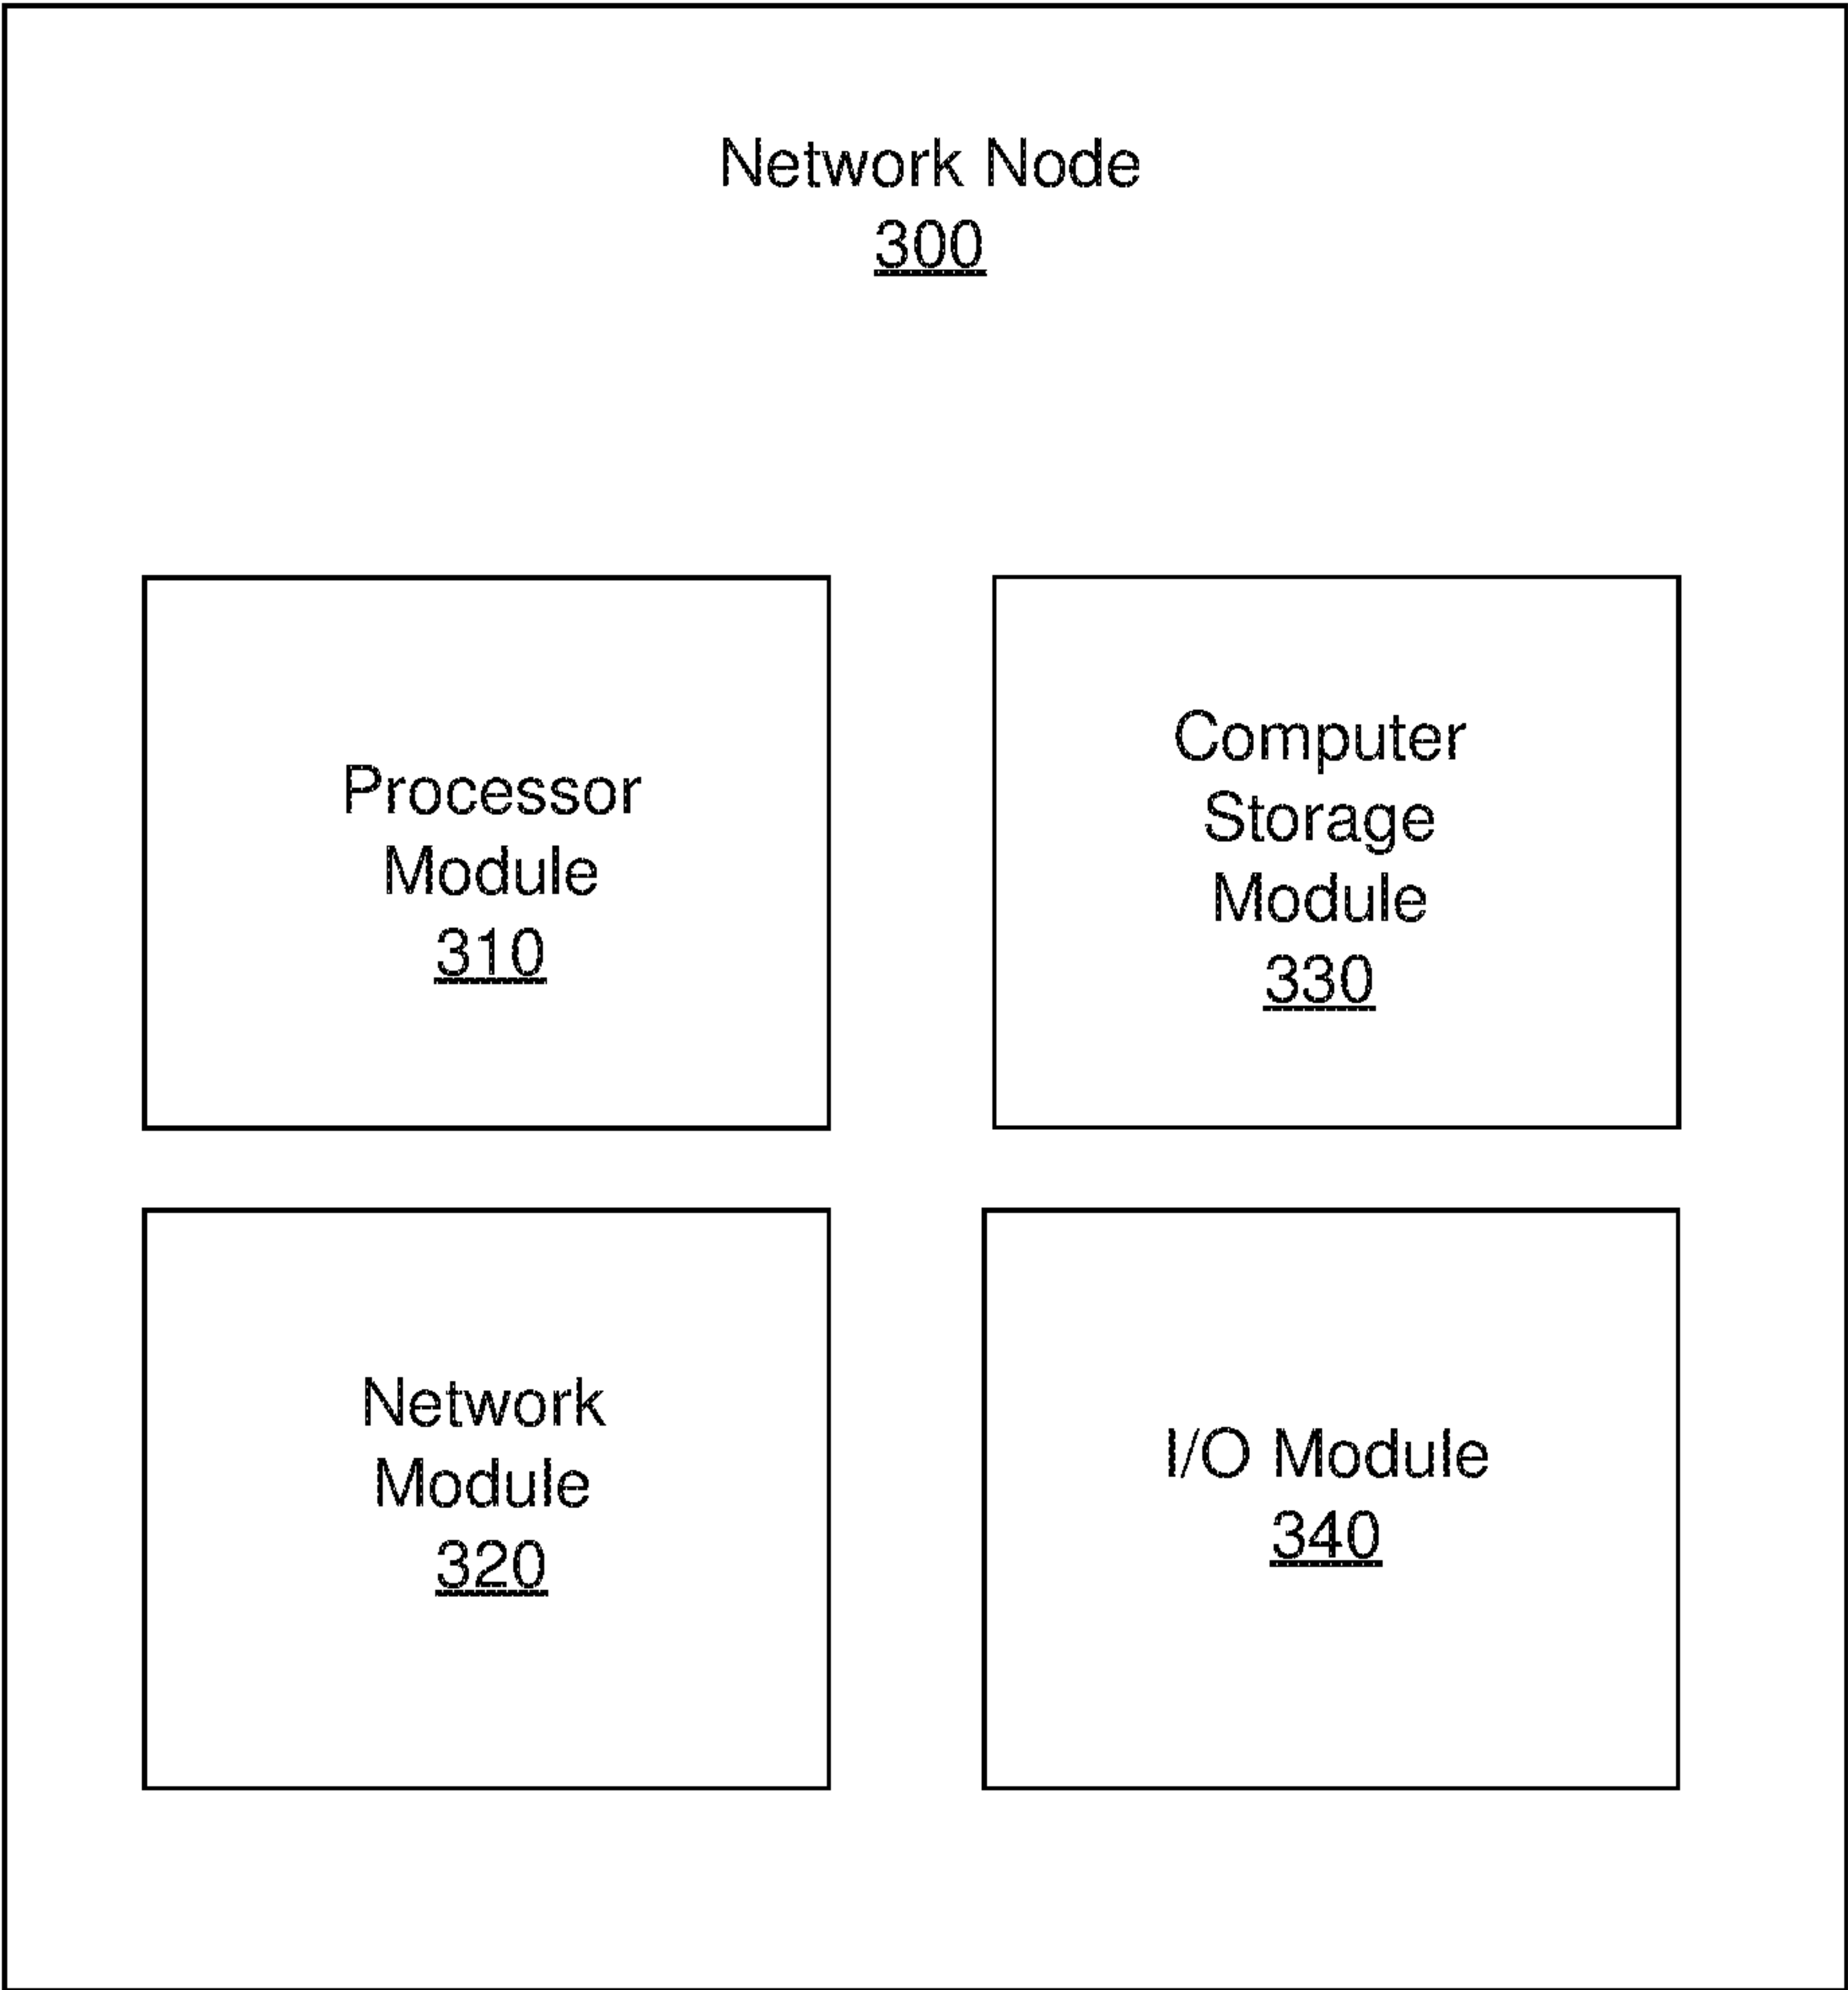 Network Node
300
Processor
Module
310
Computer
Storage
Module
330
Network
Module
320
I/O Module
340